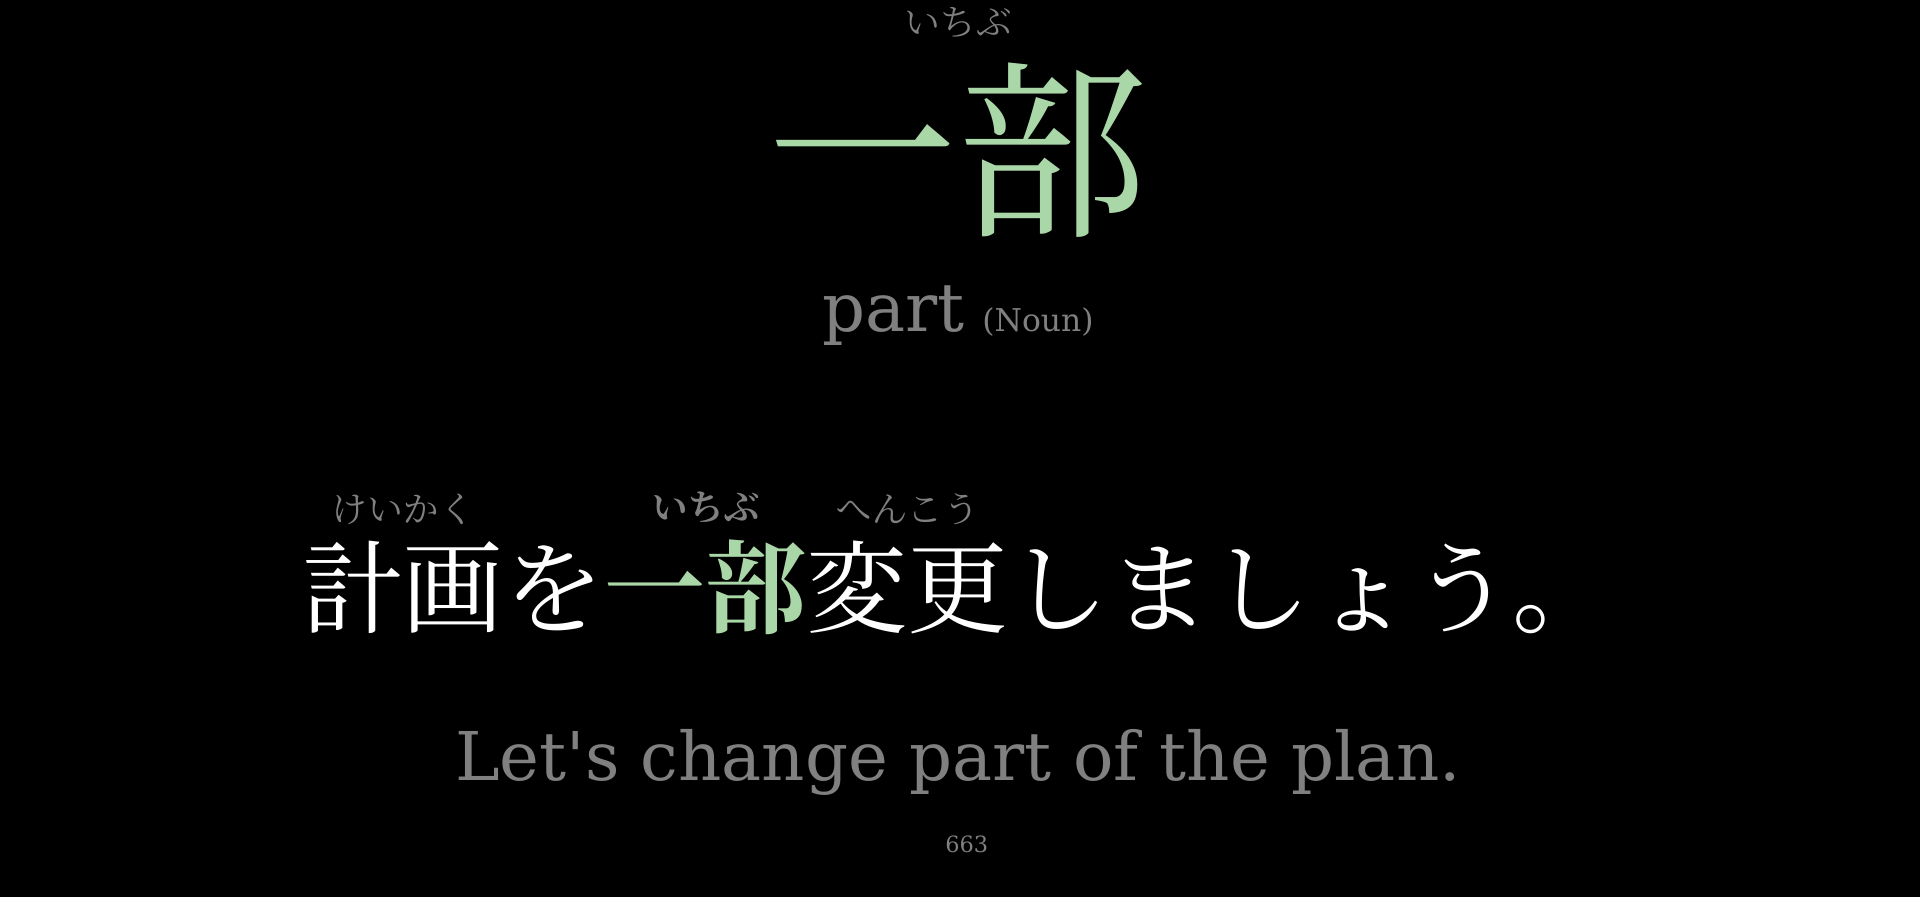 いちぶ
一部
part (Noun)
けいかく いちぶ へんこう
計画を一部変更しましょう。
Let's change part of the plan.
663